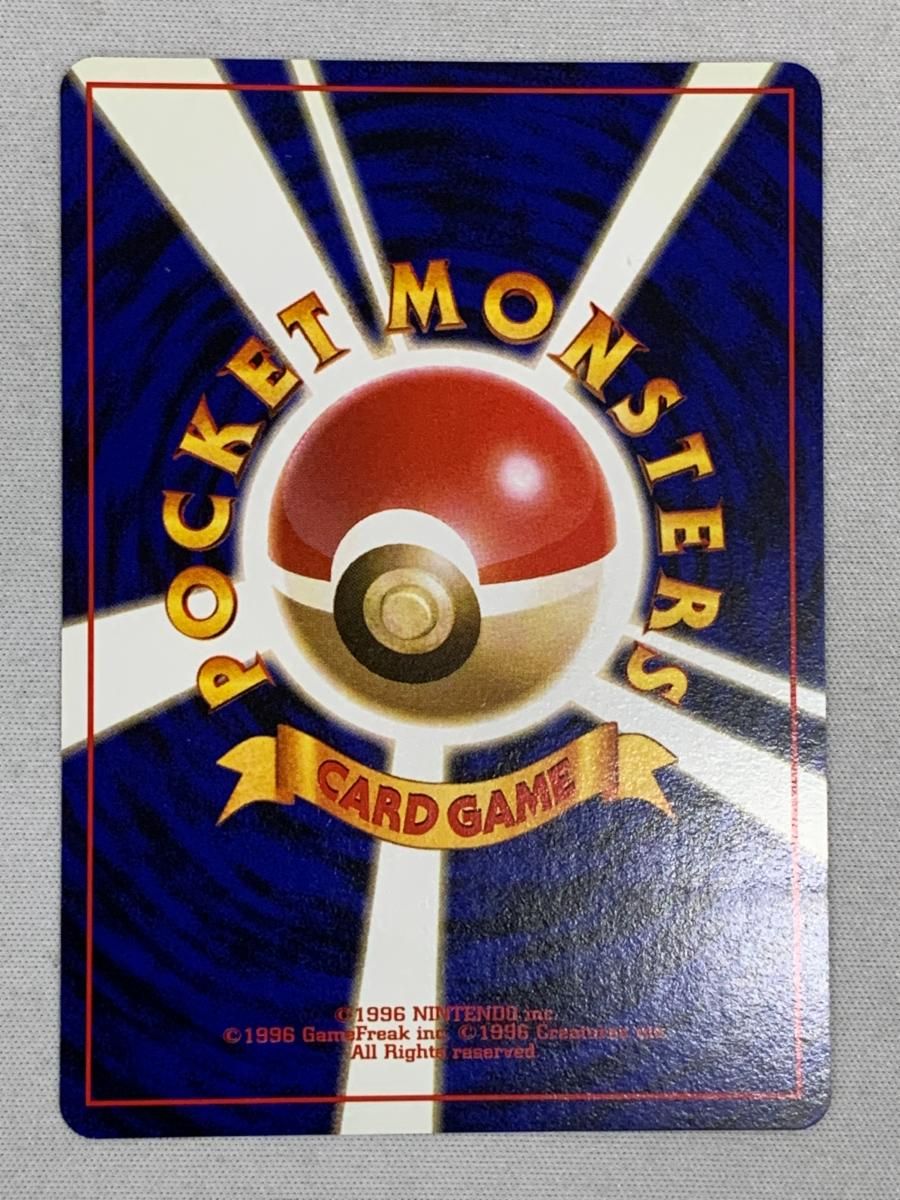 POCKET MONSTERS
CARD GAME
©1996 NINTENDO, inc.
©1996 GameFreak inc. ©1996 Creatures inc.
All Rights reserved.